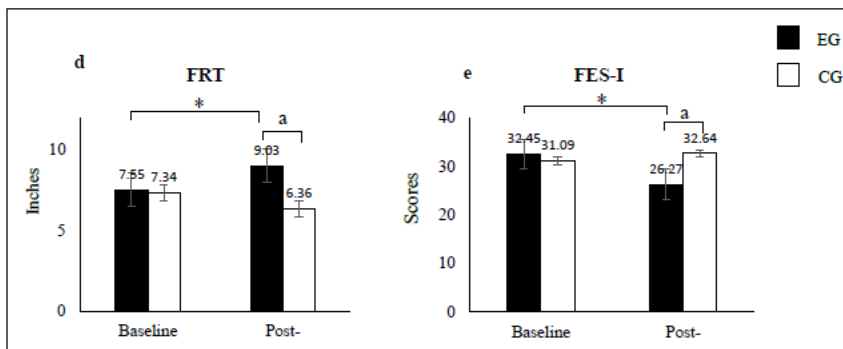 EG
CG
d
FRT
*
a
10
5
0
Inches
7.55
7.34
9.03
6.36
Baseline
Post-
e
FES-I
*
a
40
30
20
10
0
Scores
32.45
31.09
26.27
32.64
Baseline
Post-